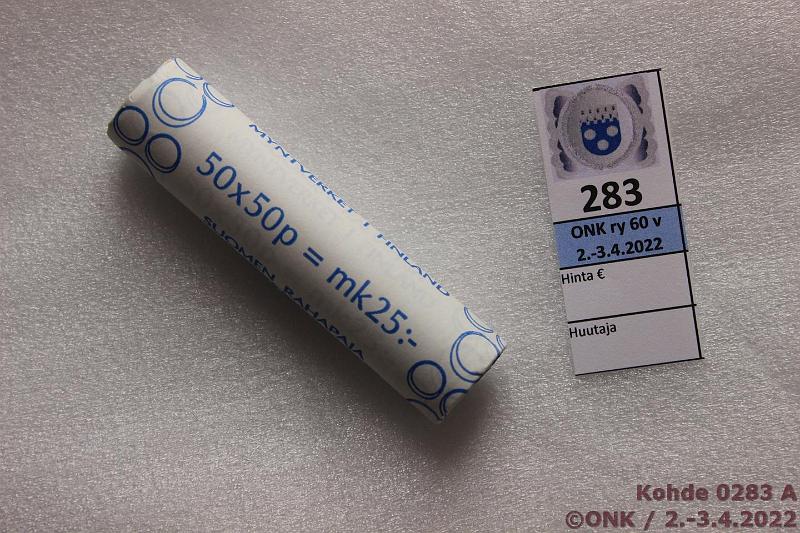 MYNTVERKET I FINLAND
50x50p = mk25:-
SUOMEN RAHAPAJA
283
ONK ry 60 v
2.-3.4.2022
Hinta €
Huutaja
Kohde 0283 A
©ONK / 2.-3.4.2022